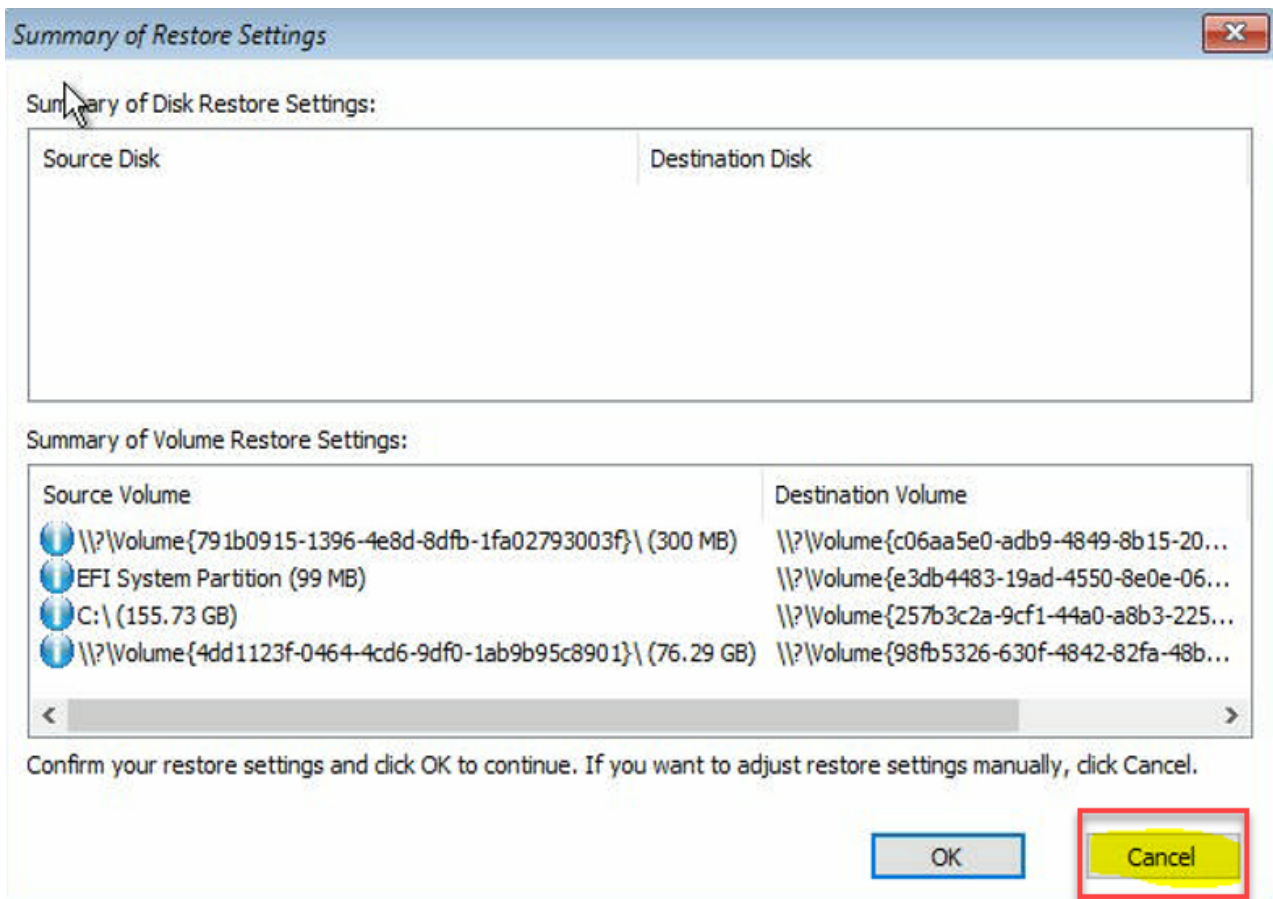 Summary of Restore Settings
Summary of Disk Restore Settings:
Source Disk Destination Disk
Summary of Volume Restore Settings:
Source Volume Destination Volume
\\?\Volume{791b0915-1396-4e8d-8dfb-1fa02793003f}\ (300 MB) \\?\Volume{c06aa5e0-adb9-4849-8b15-20...
EFI System Partition (99 MB) \\?\Volume{e3db4483-19ad-4550-8e0e-06...
C:\ (155.73 GB) \\?\Volume{257b3c2a-9cf1-44a0-a8b3-225...
\\?\Volume{4dd1123f-0464-4cd6-9df0-1ab9b95c8901}\ (76.29 GB) \\?\Volume{98fb5326-630f-4842-82fa-48b...
Confirm your restore settings and click OK to continue. If you want to adjust restore settings manually, click Cancel.
OK Cancel